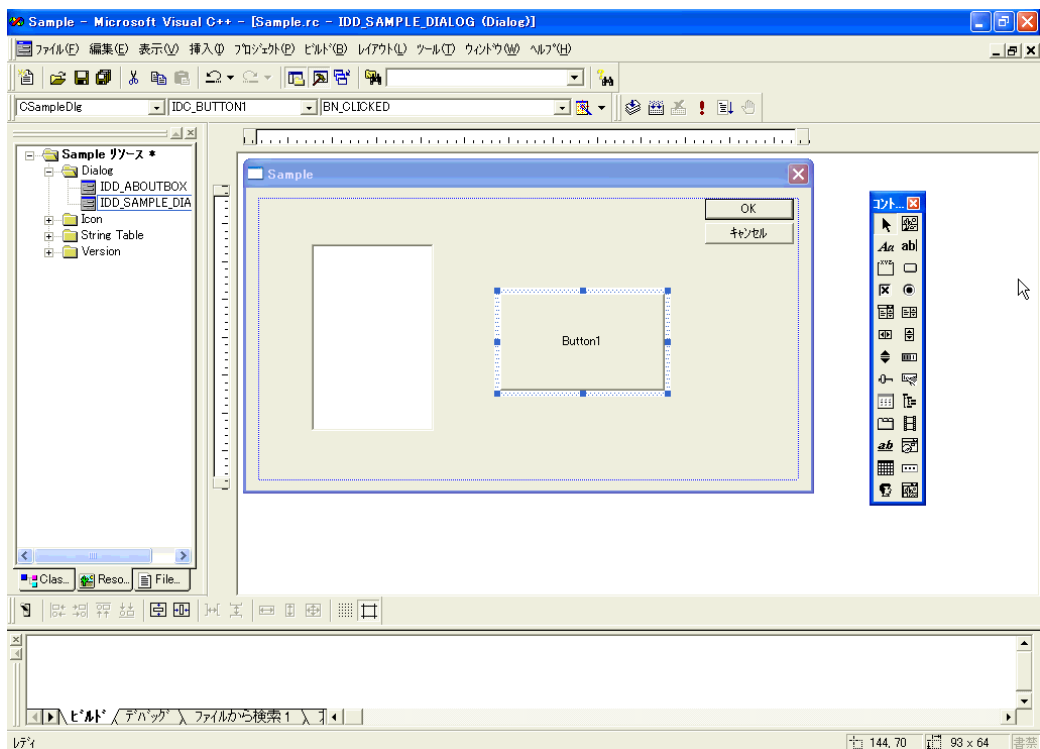 Sample - Microsoft Visual C++ - [Sample.rc - IDD_SAMPLE_DIALOG (Dialog)]
ファイル(F) 編集(E) 表示(V) 挿入(I) プロジェクト(P) ビルド(B) レイアウト(L) ツール(T) ウィンドウ(W) ヘルプ(H)
CSampleDlg IDC_BUTTON1 BN_CLICKED
Sample リソース *
Dialog
IDD_ABOUTBOX
IDD_SAMPLE_DIA
Icon
String Table
Version
Sample
OK
キャンセル
Button1
コント...
Aa ab|
XYZ
ab
Clas... Reso... File...
ビルド デバッグ ファイルから検索 1
レディ 144, 70 93 x 64 書禁